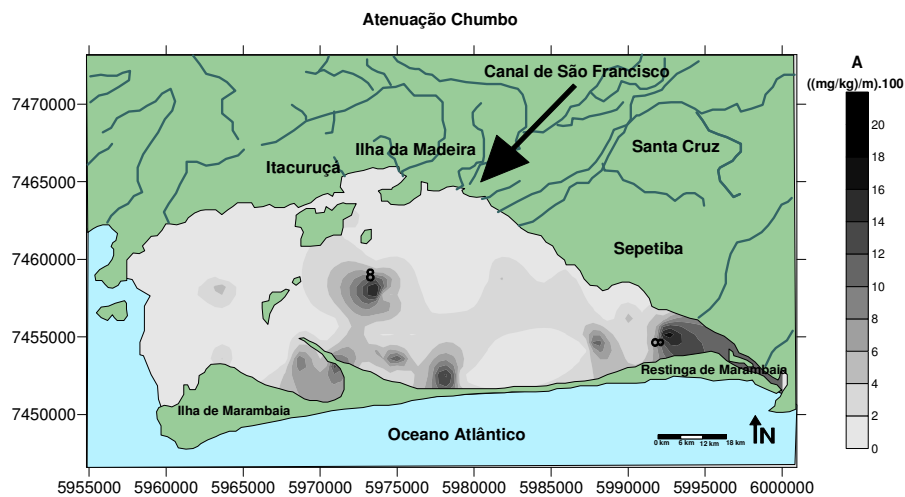 Atenuação Chumbo
Canal de São Francisco
A
((mg/kg)/m).100
7470000
7465000
7460000
7455000
7450000
Ilha da Madeira
Santa Cruz
Itacuruçà
Sepetiba
8
8
Restinga de Marambaia
Ilha de Marambaia
Oceano Atlântico
0 km 6 km 12 km 18 km
N
20
18
16
14
12
10
8
6
4
2
0
5955000 5960000 5965000 5970000 5975000 5980000 5985000 5990000 5995000 6000000